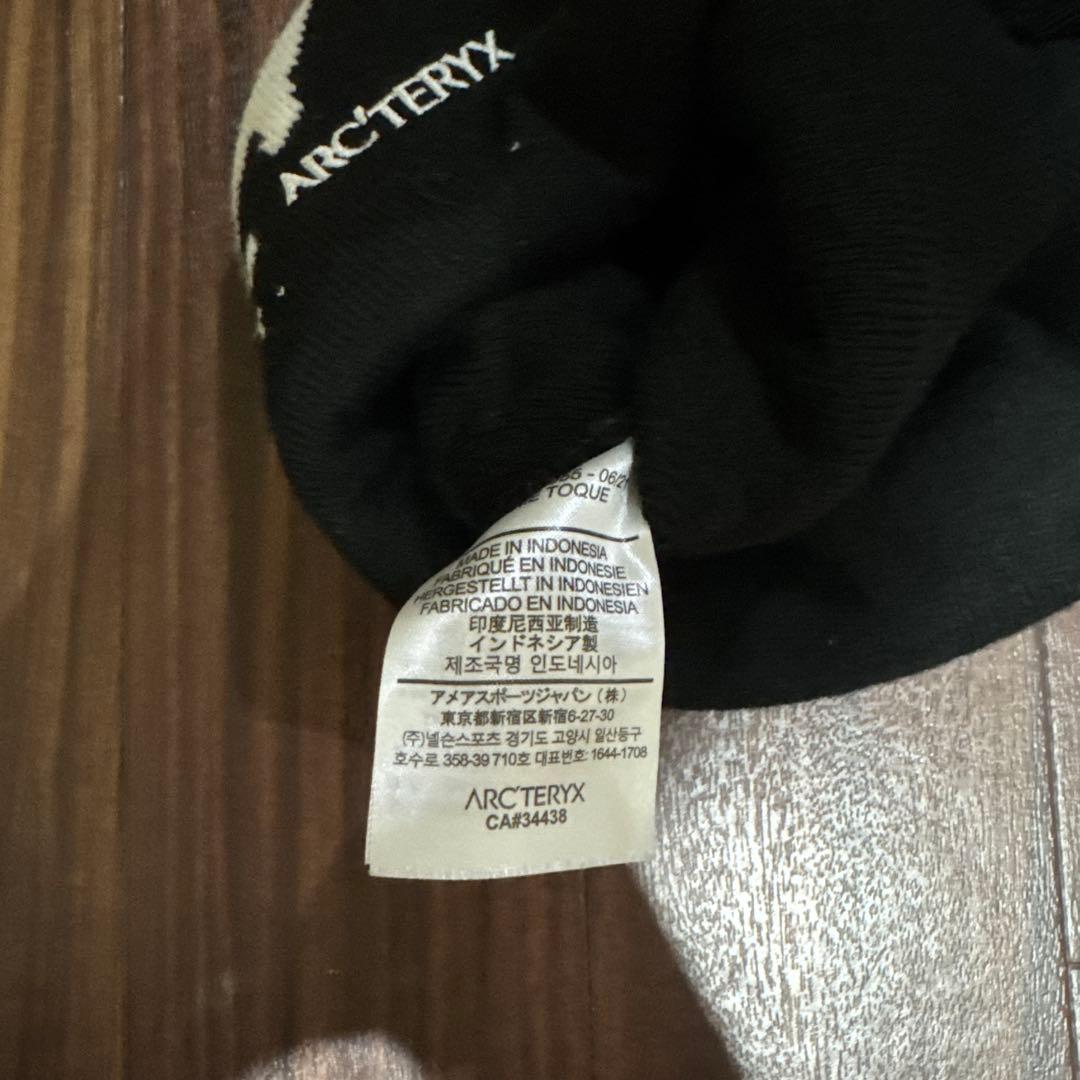 ARC'TERYX
55 - 06/21
TOQUE
MADE IN INDONESIA
FABRIQUÉ EN INDONESIE
HERGESTELLT IN INDONESIEN
FABRICADO EN INDONESIA
印度尼西亚制造
インドネシア製
제조국명 인도네시아
アメアスポーツジャパン（株）
東京都新宿区新宿6-27-30
(주)넬슨스포츠 경기도 고양시 일산동구
호수로 358-39 710호 대표번호: 1644-1708
ARC'TERYX
CA#34438